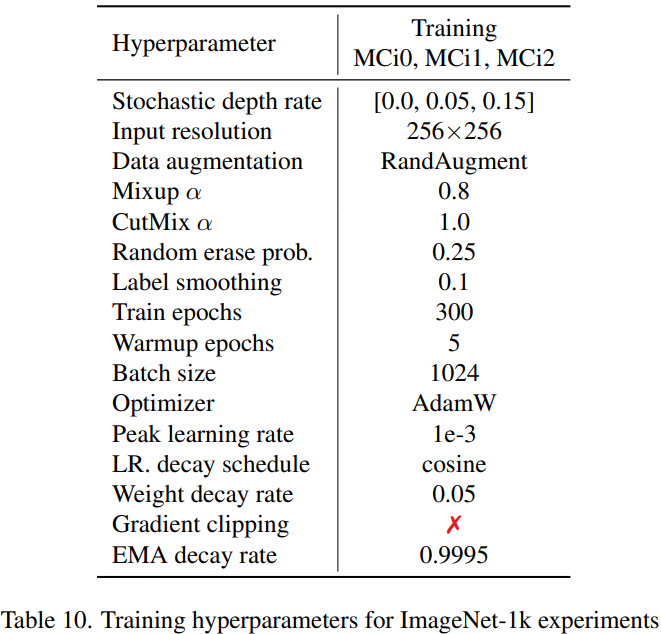 Hyperparameter
Training
MCi0, MCi1, MCi2
Stochastic depth rate [0.0, 0.05, 0.15]
Input resolution 256×256
Data augmentation RandAugment
Mixup α 0.8
CutMix α 1.0
Random erase prob. 0.25
Label smoothing 0.1
Train epochs 300
Warmup epochs 5
Batch size 1024
Optimizer AdamW
Peak learning rate 1e-3
LR. decay schedule cosine
Weight decay rate 0.05
Gradient clipping ✗
EMA decay rate 0.9995
Table 10. Training hyperparameters for ImageNet-1k experiments